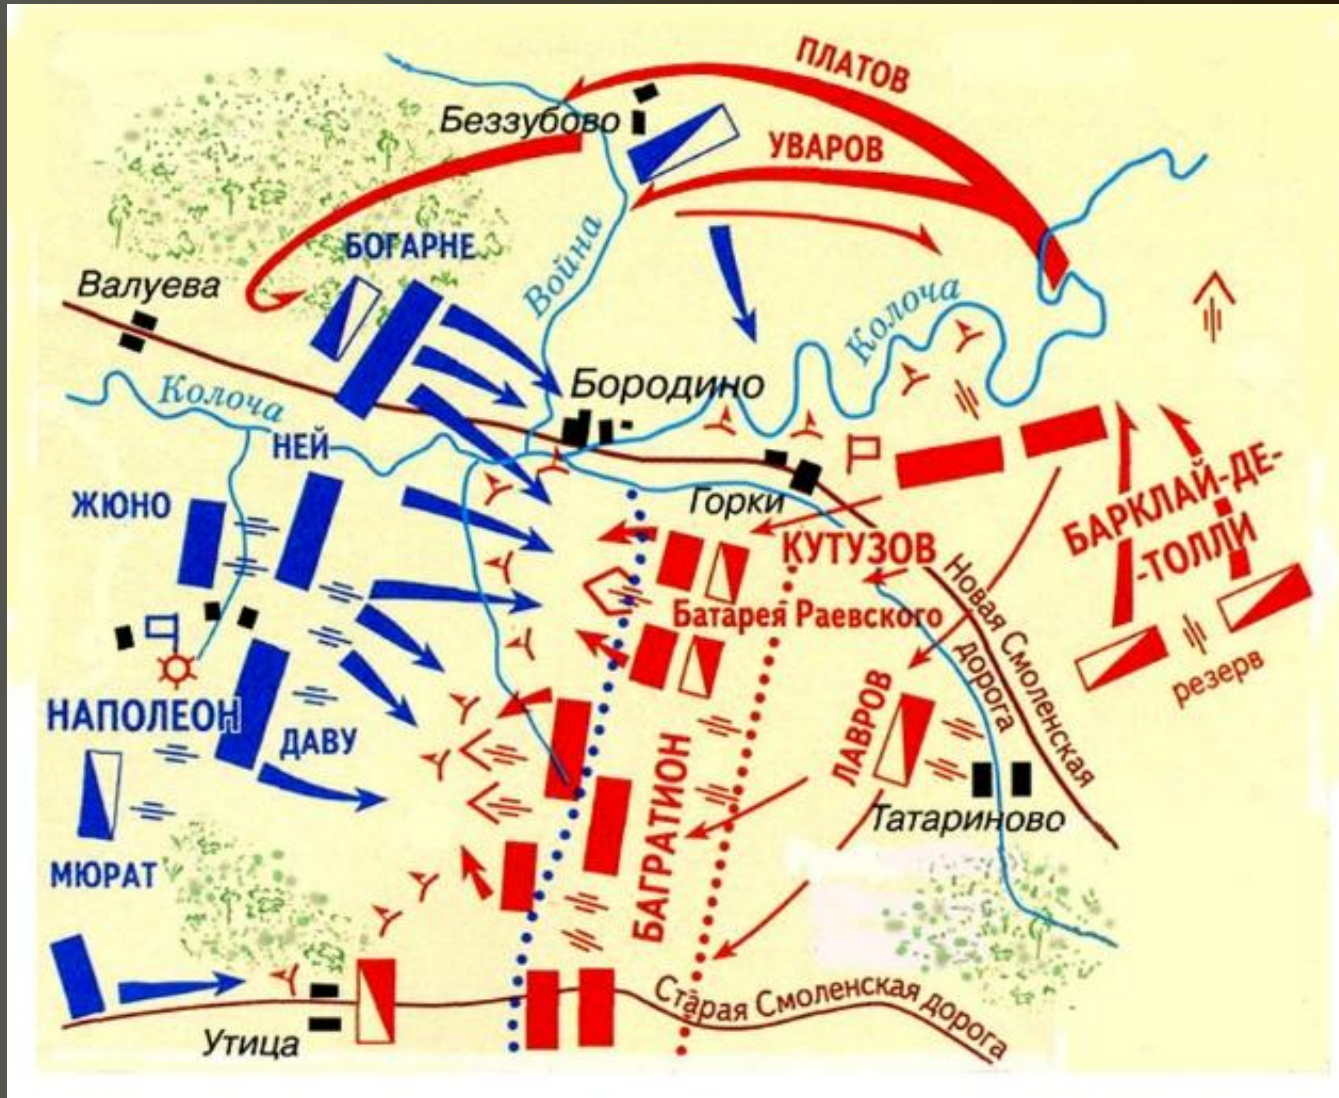 ПЛАТОВ
Беззубово
УВАРОВ
БОГАРНЕ
Война
Валуева
Колоча
Колоча
Бородино
НЕЙ
ЖЮНО
Горки
БАРКЛАЙ-ДЕ-
-ТОЛЛИ
КУТУЗОВ
Новая Смоленская
дорога
Батарея Раевского
резерв
НАПОЛЕОН
ДАВУ
ЛАВРОВ
БАГРАТИОН
Татариново
МЮРАТ
Старая Смоленская дорога
Утица